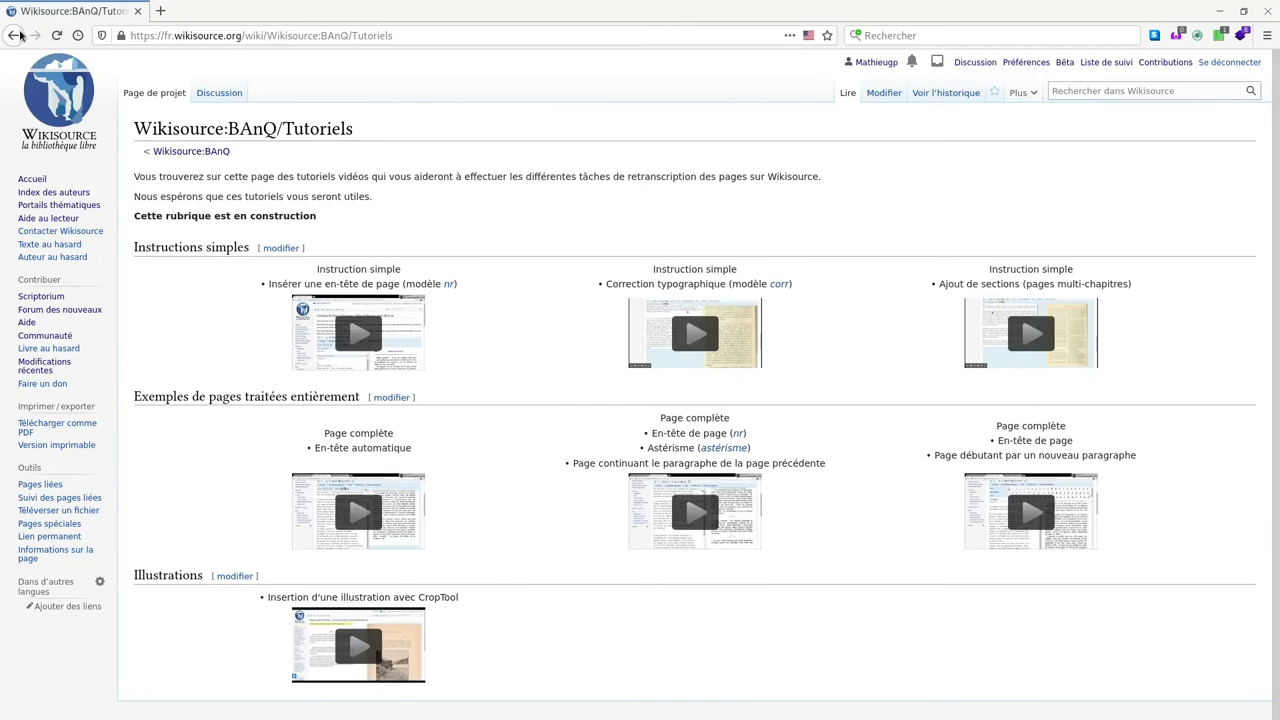 Wikisource:BAnQ/Tutor
https://fr.wikisource.org/wiki/Wikisource:BAnQ/Tutoriels
Rechercher
Mathieugp
Discussion
Préférences
Bêta
Liste de suivi
Contributions
Se déconnecter
Page de projet
Discussion
Lire
Modifier
Voir l'historique
Plus
Rechercher dans Wikisource
WIKISOURCE
la bibliothèque libre
Accueil
Index des auteurs
Portails thématiques
Aide au lecteur
Contacter Wikisource
Texte au hasard
Auteur au hasard
Contribuer
Scriptorium
Forum des nouveaux
Aide
Communauté
Livre au hasard
Modifications
récentes
Faire un don
Imprimer / exporter
Télécharger comme
PDF
Version imprimable
Outils
Pages liées
Suivi des pages liées
Téléverser un fichier
Pages spéciales
Lien permanent
Informations sur la
page
Dans d'autres
langues
Ajouter des liens
Wikisource:BAnQ/Tutoriels
< Wikisource:BAnQ
Vous trouverez sur cette page des tutoriels vidéos qui vous aideront à effectuer les différentes tâches de retranscription des pages sur Wikisource.
Nous espérons que ces tutoriels vous seront utiles.
Cette rubrique est en construction
Instructions simples [ modifier ]
Instruction simple
• Insérer une en-tête de page (modèle nr)
Instruction simple
• Correction typographique (modèle corr)
Instruction simple
• Ajout de sections (pages multi-chapitres)
Exemples de pages traitées entièrement [ modifier ]
Page complète
• En-tête automatique
Page complète
• En-tête de page (nr)
• Astérisme (astérisme)
• Page continuant le paragraphe de la page précédente
Page complète
• En-tête de page
• Page débutant par un nouveau paragraphe
Illustrations [ modifier ]
• Insertion d'une illustration avec CropTool